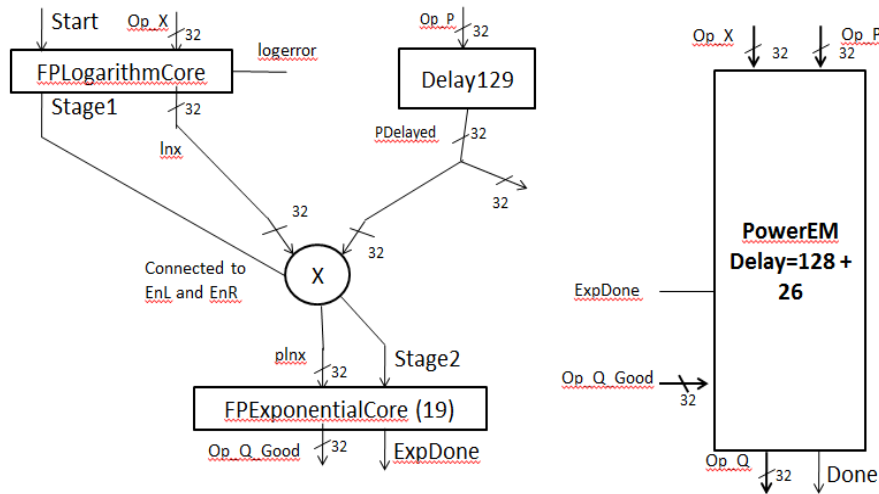 Start
Op_X
32
FPLogarithmCore
logerror
Stage1
32
lnx
Op_P
32
Delay129
PDelayed
32
32
32
32
Connected to
EnL and EnR
X
plnx
32
Stage2
FPExponentialCore (19)
Op_Q_Good
32
ExpDone
Op_X
32
32
Op_P
PowerEM
Delay=128 +
26
ExpDone
Op_Q_Good
32
Op_Q
32
Done